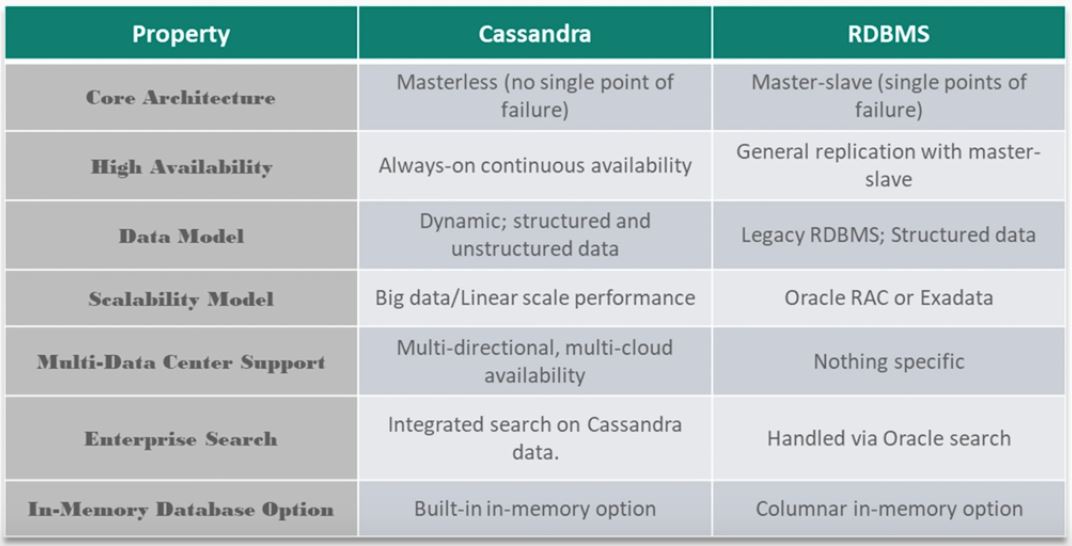 Property Cassandra RDBMS
Core Architecture
Masterless (no single point of
failure)
Master-slave (single points of
failure)
High Availability
Always-on continuous availability
General replication with master-
slave
Data Model
Dynamic; structured and
unstructured data
Legacy RDBMS; Structured data
Scalability Model
Big data/Linear scale performance
Oracle RAC or Exadata
Multi-Data Center Support
Multi-directional, multi-cloud
availability
Nothing specific
Enterprise Search
Integrated search on Cassandra
data.
Handled via Oracle search
In-Memory Database Option
Built-in in-memory option
Columnar in-memory option